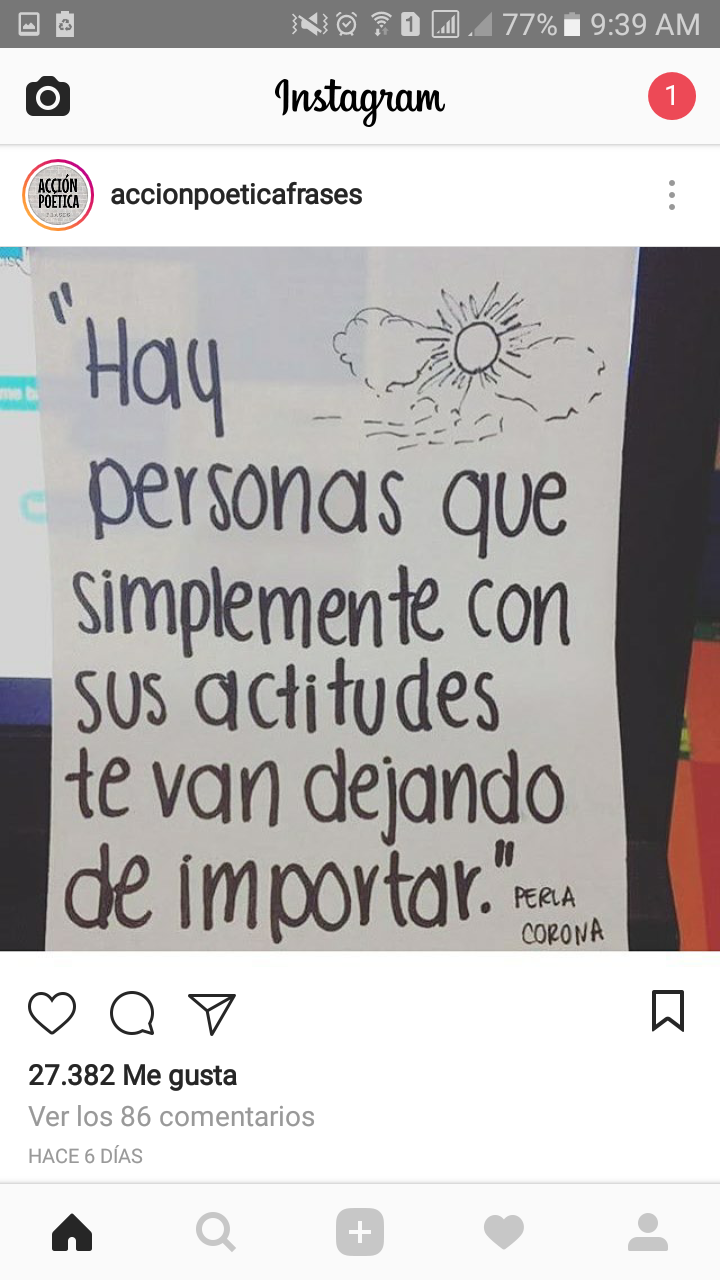 1 77% 9:39 AM
Instagram 1
ACCIÓN
POETICA
FRASES
accionpoeticafrases
"Hay
personas que
simplemente con
sus actitudes
te van dejando
de importar."
PERLA
CORONA
27.382 Me gusta
Ver los 86 comentarios
HACE 6 DÍAS